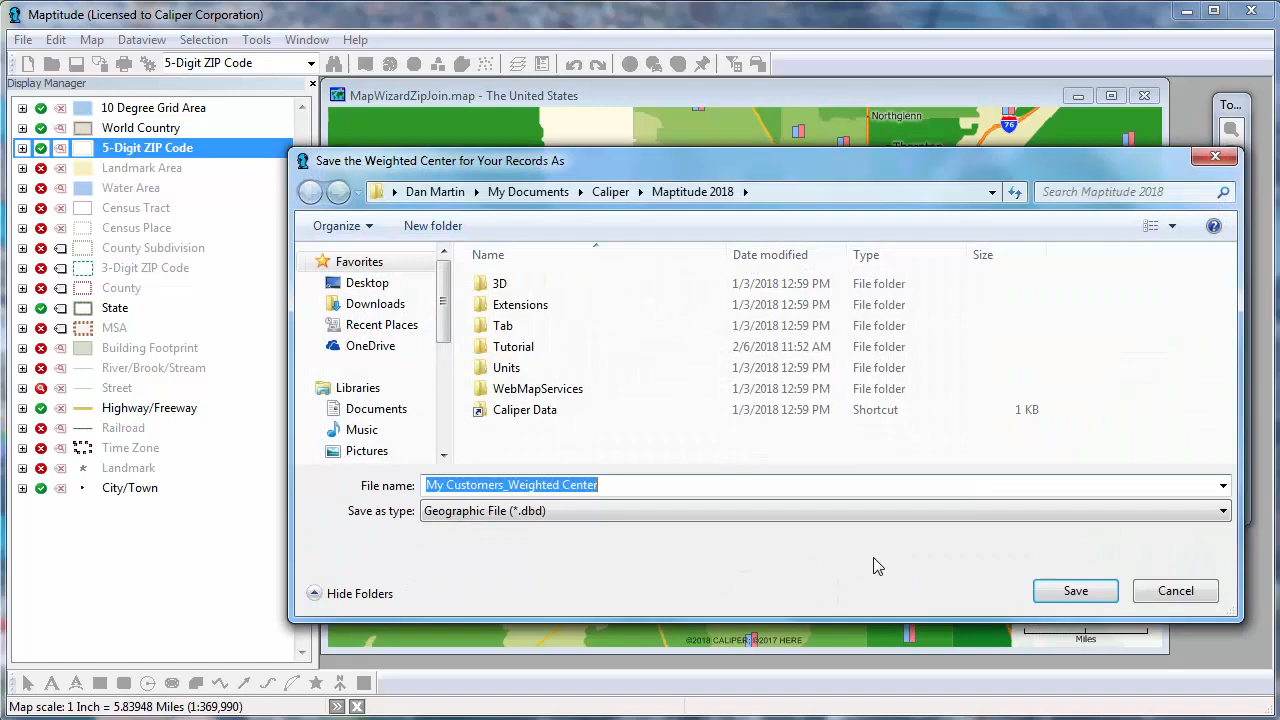 Maptitude (Licensed to Caliper Corporation)
File Edit Map Dataview Selection Tools Window Help
5-Digit ZIP Code
Display Manager
10 Degree Grid Area
World Country
5-Digit ZIP Code
Landmark Area
Water Area
Census Tract
Census Place
County Subdivision
3-Digit ZIP Code
County
State
MSA
Building Footprint
River/Brook/Stream
Street
Highway/Freeway
Railroad
Time Zone
Landmark
City/Town
Map scale: 1 Inch = 5.83948 Miles (1:369,990)
MapWizardZipJoin.map - The United States
Northglenn
76
To...
Save the Weighted Center for Your Records As
Dan Martin My Documents Caliper Maptitude 2018
Search Maptitude 2018
Organize New folder
Favorites
Desktop
Downloads
Recent Places
OneDrive
Libraries
Documents
Music
Pictures
Name Date modified Type Size
3D 1/3/2018 12:59 PM File folder
Extensions 1/3/2018 12:59 PM File folder
Tab 1/3/2018 12:59 PM File folder
Tutorial 2/6/2018 11:52 AM File folder
Units 1/3/2018 12:59 PM File folder
WebMapServices 1/3/2018 12:59 PM File folder
Caliper Data 1/3/2018 12:59 PM Shortcut 1 KB
File name: My Customers_Weighted Center
Save as type: Geographic File (*.dbd)
Hide Folders
Save Cancel
©2018 CALIPER; ©2017 HERE
Miles